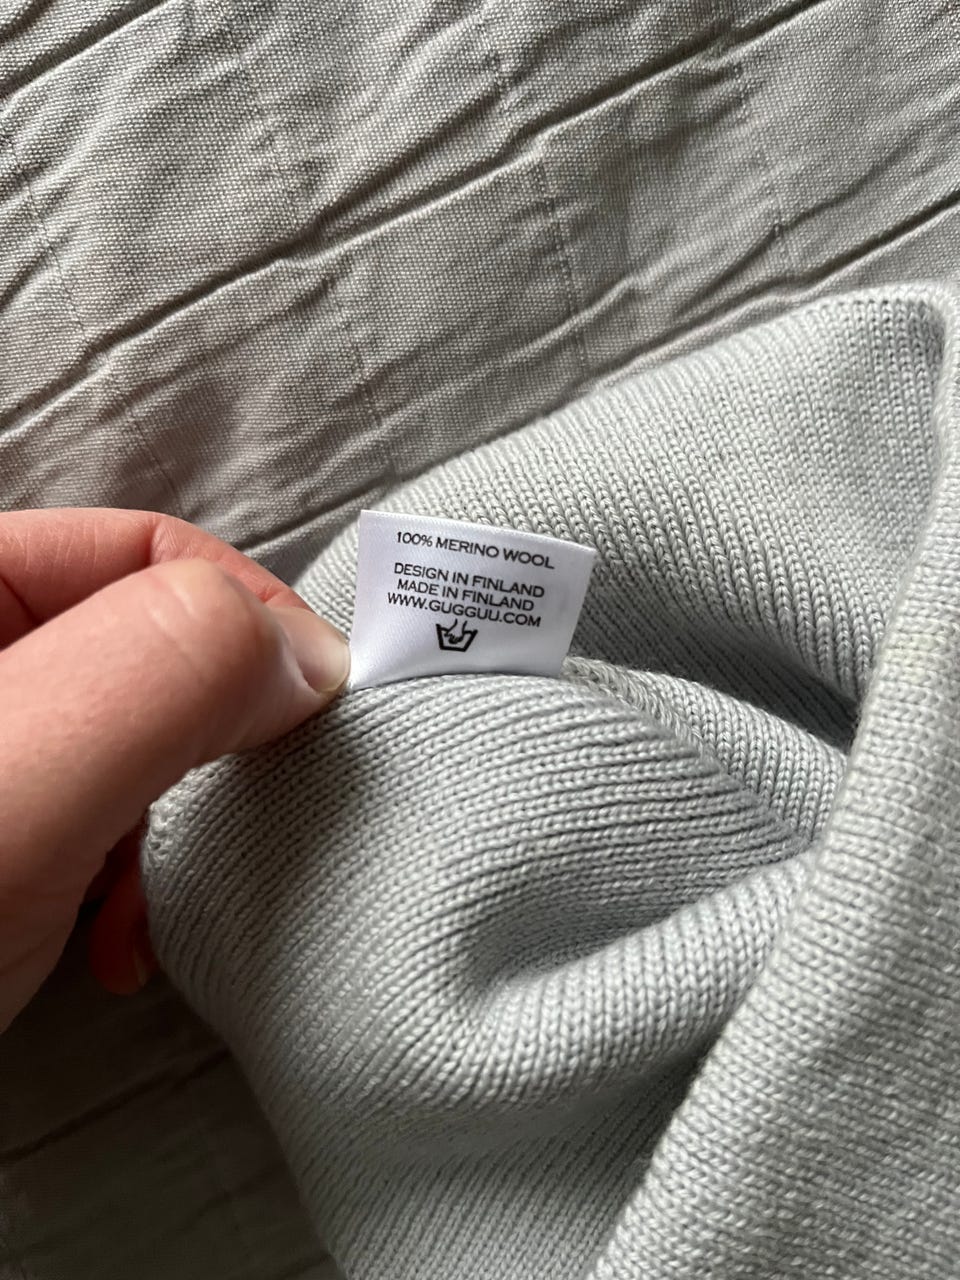 100% MERINO WOOL
DESIGN IN FINLAND
MADE IN FINLAND
WWW.GUGGUU.COM